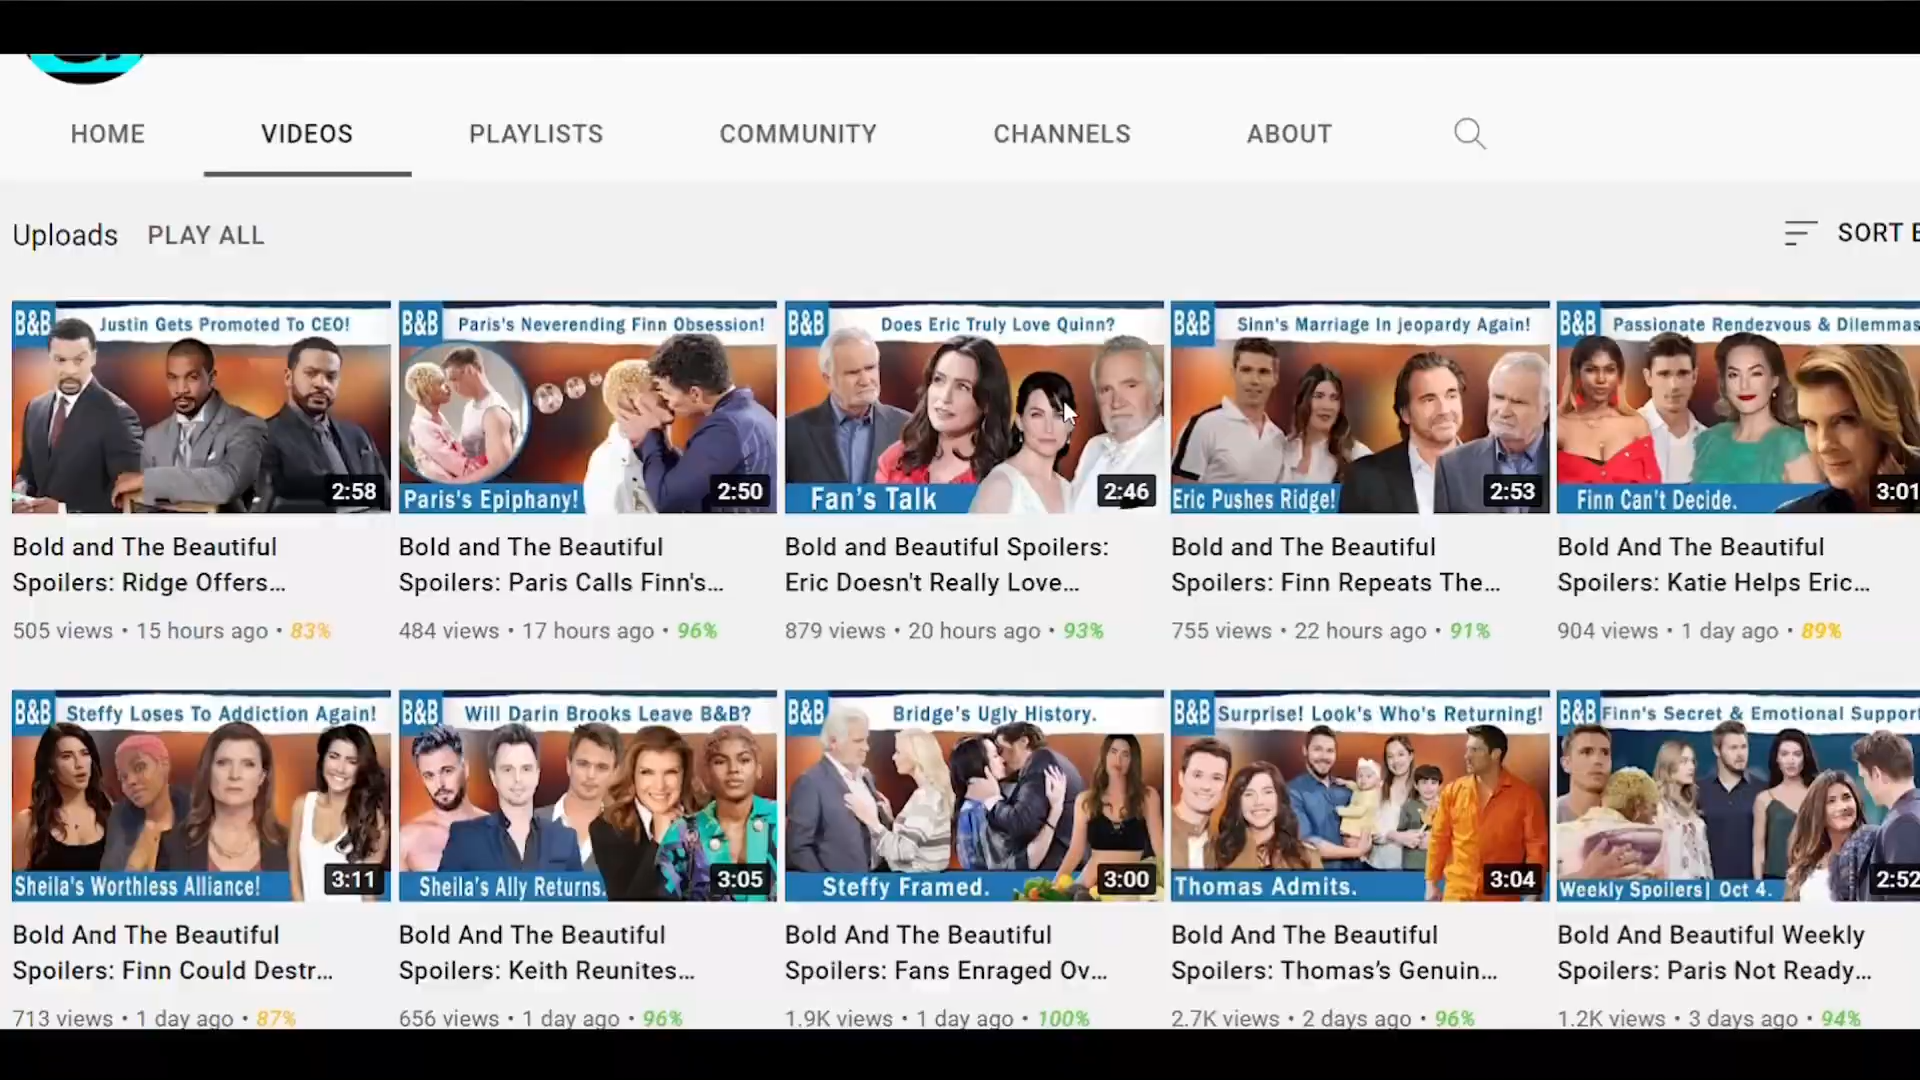 HOME VIDEOS PLAYLISTS COMMUNITY CHANNELS ABOUT
Uploads PLAY ALL SORT
B&B Justin Gets Promoted To CEO!
2:58
B&B Paris's Neverending Finn Obsession!
Paris's Epiphany! 2:50
B&B Does Eric Truly Love Quinn?
Fan's Talk 2:46
B&B Sinn's Marriage In jeopardy Again!
Eric Pushes Ridge! 2:53
B&B Passionate Rendezvous & Dilemmas
Finn Can't Decide. 3:01
Bold and The Beautiful
Spoilers: Ridge Offers...
505 views • 15 hours ago • 83%
Bold and The Beautiful
Spoilers: Paris Calls Finn's...
484 views • 17 hours ago • 96%
Bold and Beautiful Spoilers:
Eric Doesn't Really Love...
879 views • 20 hours ago • 93%
Bold and The Beautiful
Spoilers: Finn Repeats The...
755 views • 22 hours ago • 91%
Bold And The Beautiful
Spoilers: Katie Helps Eric...
904 views • 1 day ago • 89%
B&B Steffy Loses To Addiction Again!
Sheila's Worthless Alliance! 3:11
B&B Will Darin Brooks Leave B&B?
Sheila's Ally Returns. 3:05
B&B Bridge's Ugly History.
Steffy Framed. 3:00
B&B Surprise! Look's Who's Returning!
Thomas Admits. 3:04
B&B Finn's Secret & Emotional Support
Weekly Spoilers| Oct 4. 2:52
Bold And The Beautiful
Spoilers: Finn Could Destr...
713 views • 1 day ago • 87%
Bold And The Beautiful
Spoilers: Keith Reunites...
656 views • 1 day ago • 96%
Bold And The Beautiful
Spoilers: Fans Enraged Ov...
1.9K views • 1 day ago • 100%
Bold And The Beautiful
Spoilers: Thomas's Genuin...
2.7K views • 2 days ago • 96%
Bold And Beautiful Weekly
Spoilers: Paris Not Ready...
1.2K views • 3 days ago • 94%